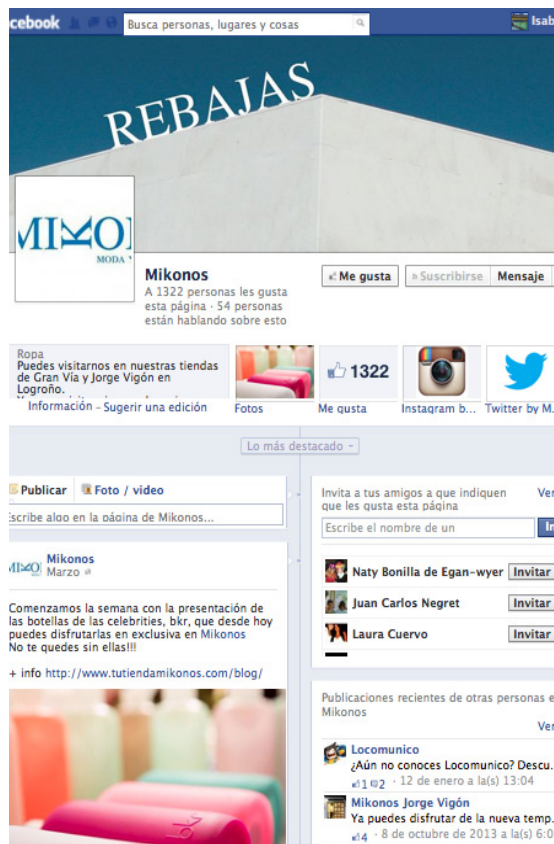 cebook
Busca personas, lugares y cosas
Isab
REBAJAS
MIKO
MODA
Mikonos
A 1322 personas les gusta
esta página · 54 personas
están hablando sobre esto
Me gusta
» Suscribirse
Mensaje
Ropa
Puedes visitarnos en nuestras tiendas
de Gran Vía y Jorge Vigón en
Logroño.
Información – Sugerir una edición
Fotos
1322
Me gusta
Instagram b...
Twitter by M.
Lo más destacado
Publicar
Foto / video
Escribe algo en la página de Mikonos...
Mikonos
Marzo
Comenzamos la semana con la presentación de
las botellas de las celebrities, bkr, que desde hoy
puedes disfrutarlas en exclusiva en Mikonos
No te quedes sin ellas!!!
+ info http://www.tutiendamikonos.com/blog/
bkr
Invita a tus amigos a que indiquen
que les gusta esta página
Ver
Escribe el nombre de un
In
Naty Bonilla de Egan-wyer
Invitar
Juan Carlos Negret
Invitar
Laura Cuervo
Invitar
Publicaciones recientes de otras personas e
Mikonos
Ver
Locomunico
¿Aún no conoces Locomunico? Descu..
1 2 · 12 de enero a la(s) 13:04
Mikonos Jorge Vigón
Ya puedes disfrutar de la nueva temp.
4 · 8 de octubre de 2013 a la(s) 6:0